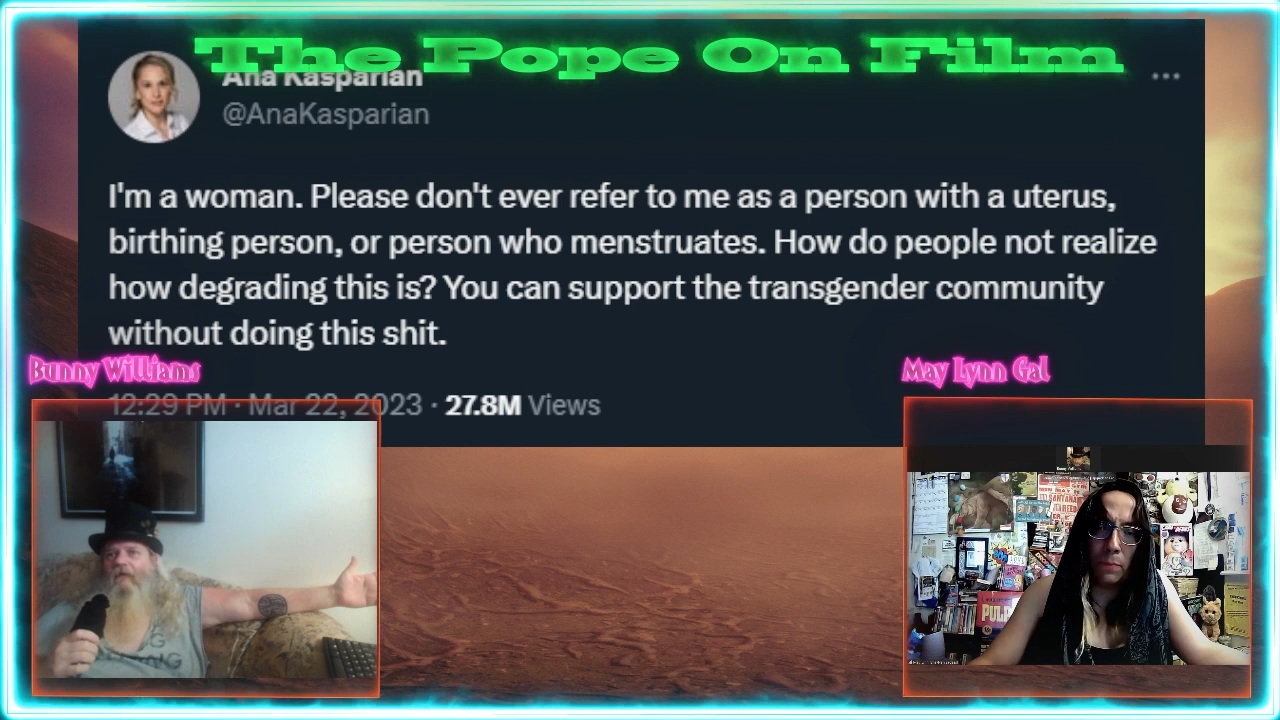 The Pope On Film
Ana Kasparian
@AnaKasparian
I'm a woman. Please don't ever refer to me as a person with a uterus,
birthing person, or person who menstruates. How do people not realize
how degrading this is? You can support the transgender community
without doing this shit.
Bunny Williams
May Lynn Gal
12:29 PM · Mar 22, 2023 · 27.8M Views
PULP